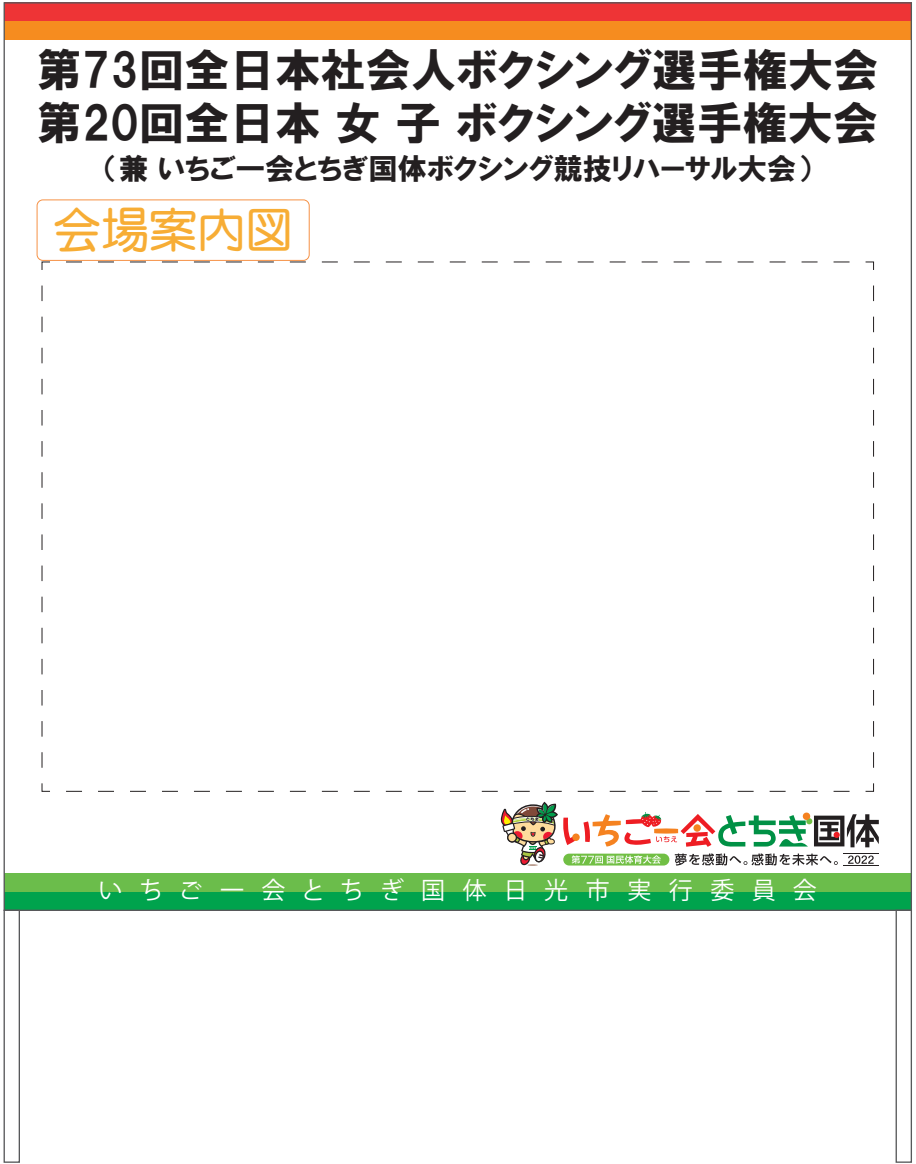 第73回全日本社会人ボクシング選手権大会
第20回全日本 女 子 ボクシング選手権大会
（兼 いちご一会とちぎ国体ボクシング競技リハーサル大会）
会場案内図
いちご一会とちぎ国体
いちえ
第77回 国民体育大会 夢を感動へ。感動を未来へ。 2022
いちご一会とちぎ国体日光市実行委員会